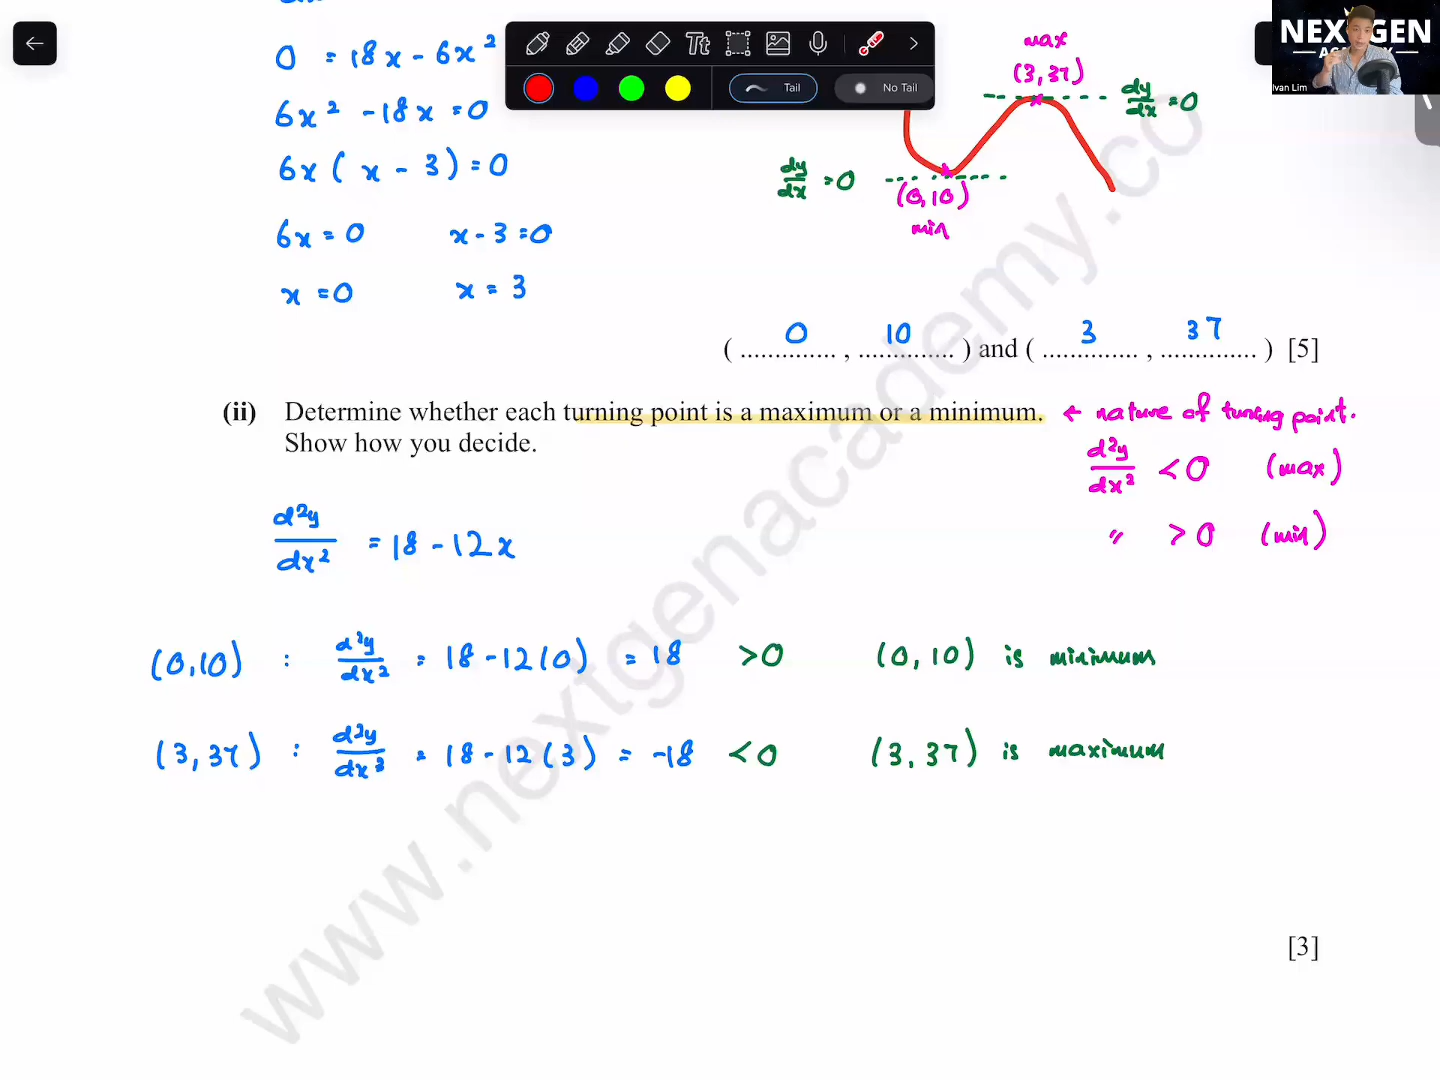 NEXTGEN
Ivan Lim
Tt
Tail
No Tail
0 = 18x - 6x²
6x² - 18x = 0
6x ( x - 3 ) = 0
6x = 0 x - 3 = 0
x = 0 x = 3
max
(3,37)
dy/dx = 0
dy/dx = 0
(0,10)
min
( 0 , 10 ) and ( 3 , 37 ) [5]
(ii) Determine whether each turning point is a maximum or a minimum. ← nature of turning point.
Show how you decide.
d²y/dx² < 0 (max)
" > 0 (min)
d²y/dx² = 18 - 12x
(0,10) : d²y/dx² = 18 - 12(0) = 18 > 0 (0, 10) is minimum
(3,37) : d²y/dx³ = 18 - 12(3) = -18 < 0 (3, 37) is maximum
[3]
www.nextgenacademy.co